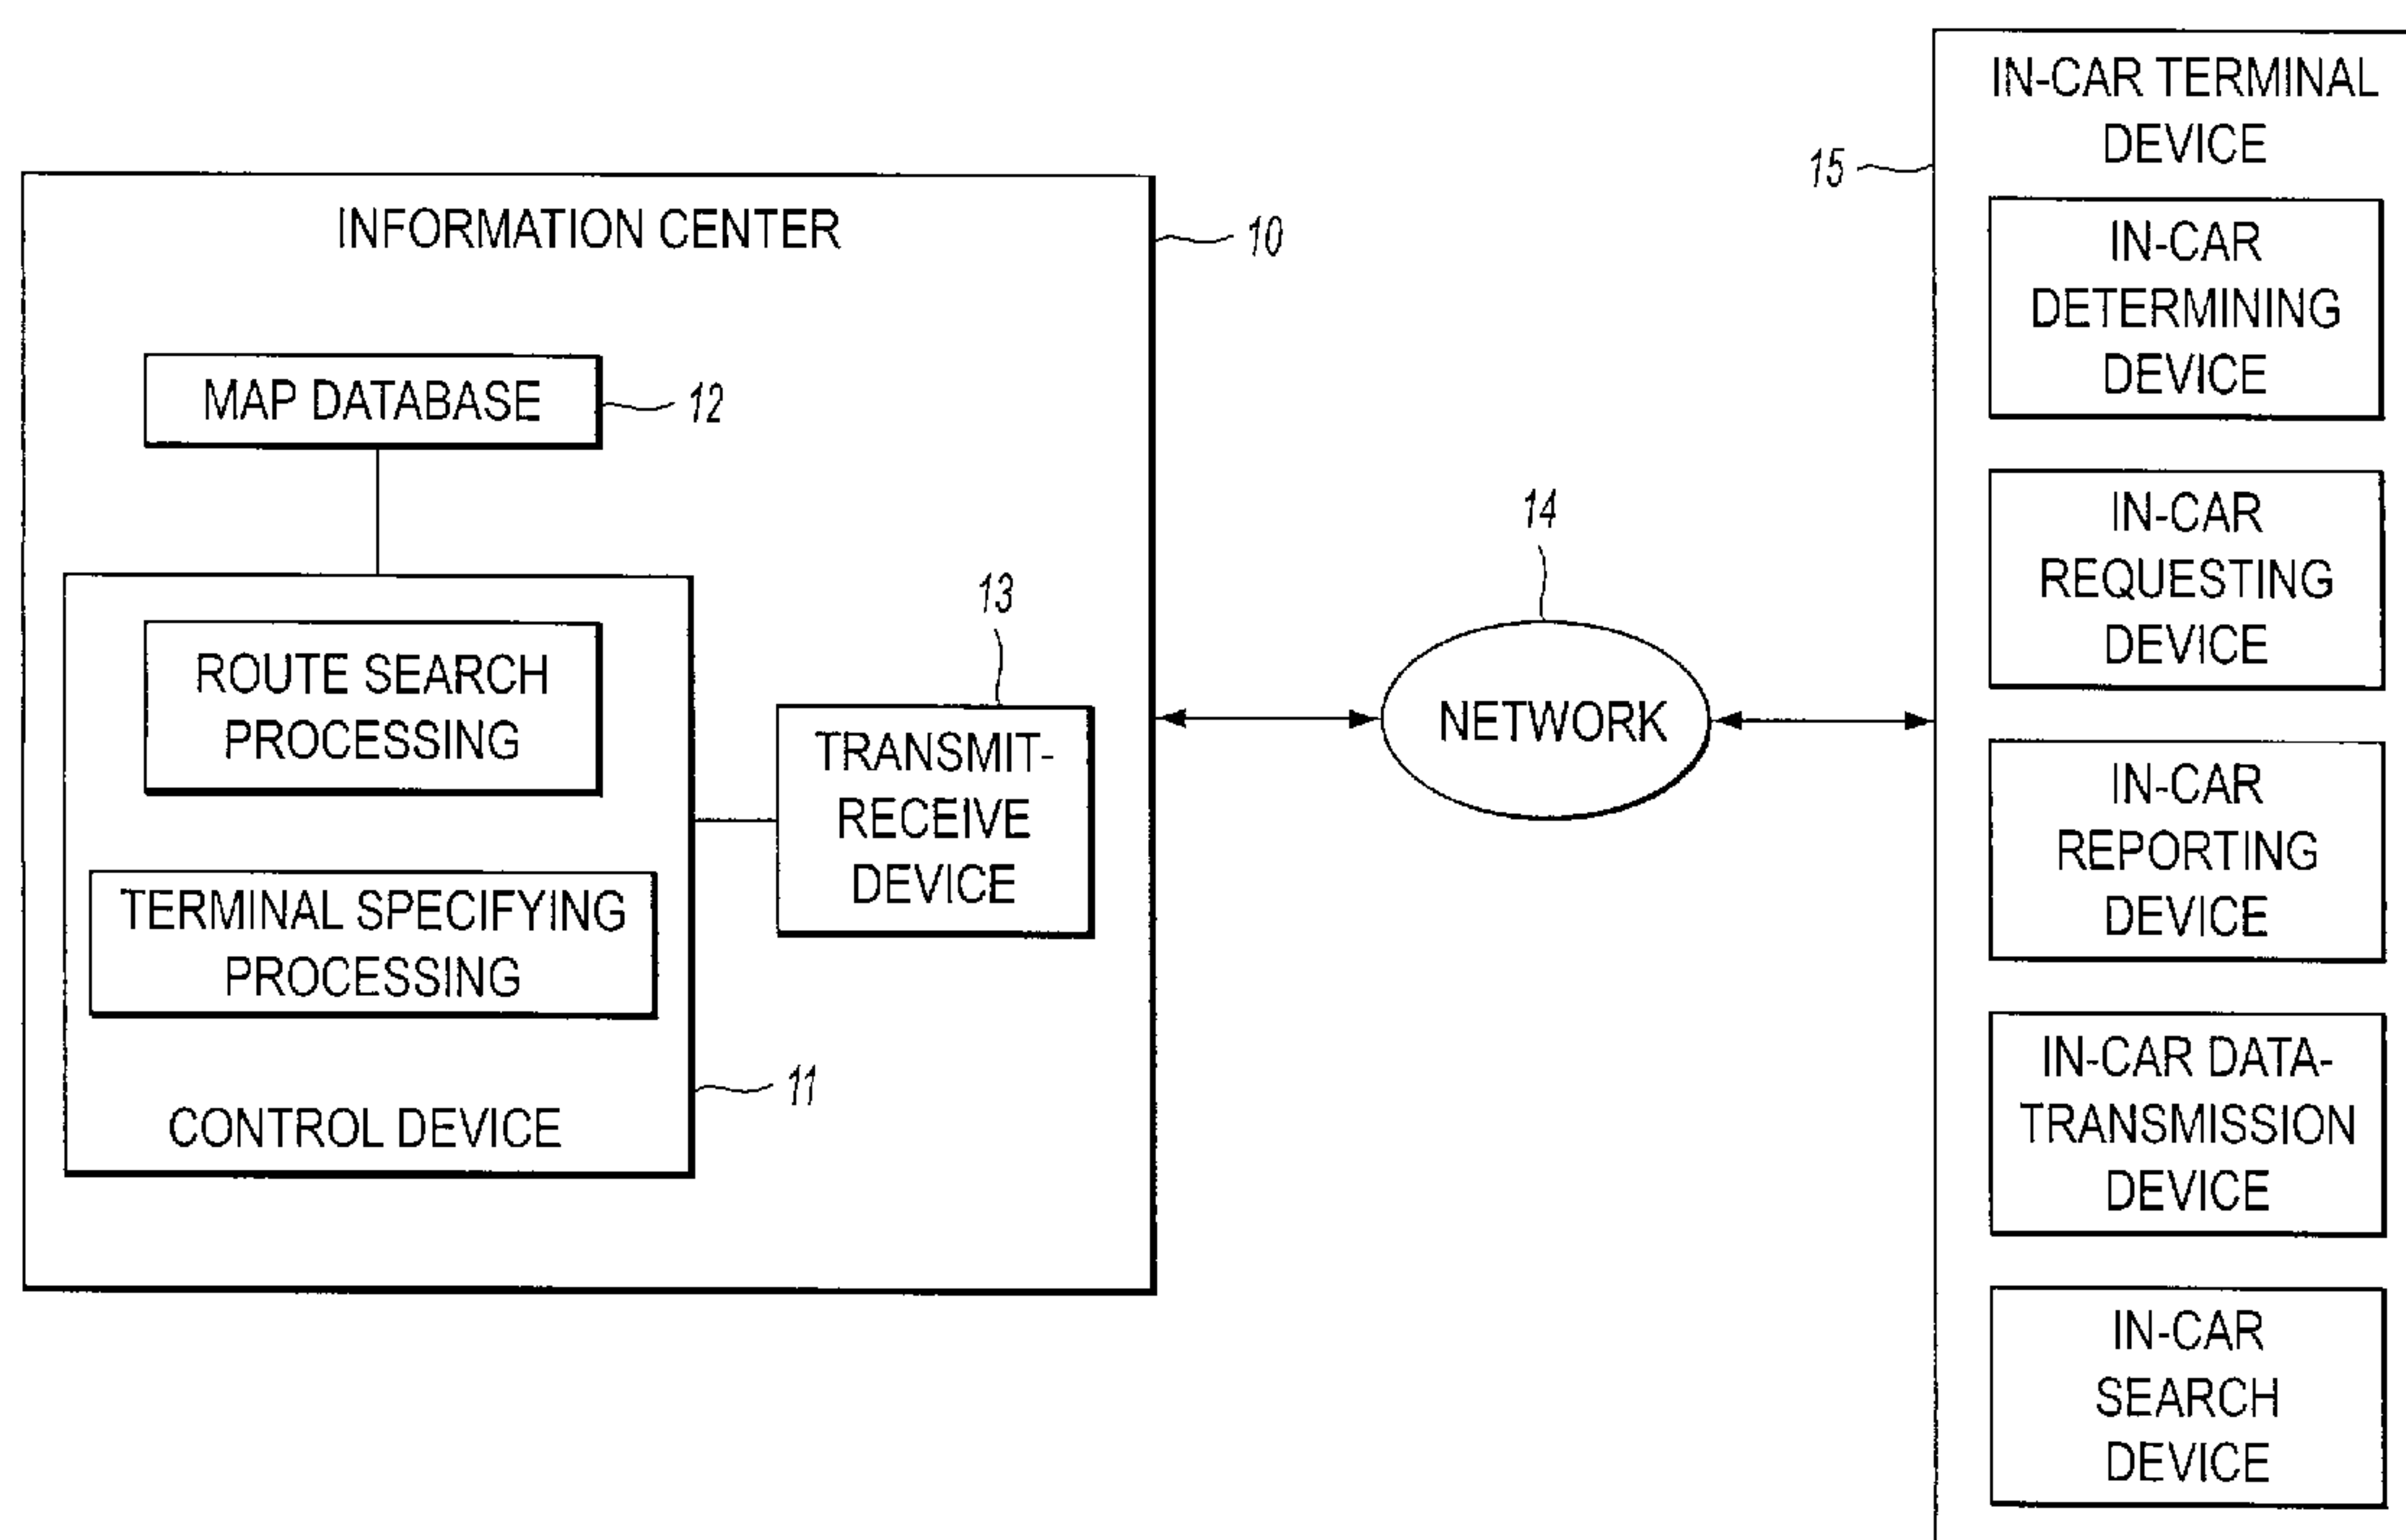 INFORMATION CENTER
10
MAP DATABASE
12
ROUTE SEARCH
PROCESSING
TERMINAL SPECIFYING
PROCESSING
CONTROL DEVICE
11
13
TRANSMIT-
RECEIVE
DEVICE
14
NETWORK
15
IN-CAR TERMINAL
DEVICE
IN-CAR
DETERMINING
DEVICE
IN-CAR
REQUESTING
DEVICE
IN-CAR
REPORTING
DEVICE
IN-CAR DATA-
TRANSMISSION
DEVICE
IN-CAR
SEARCH
DEVICE